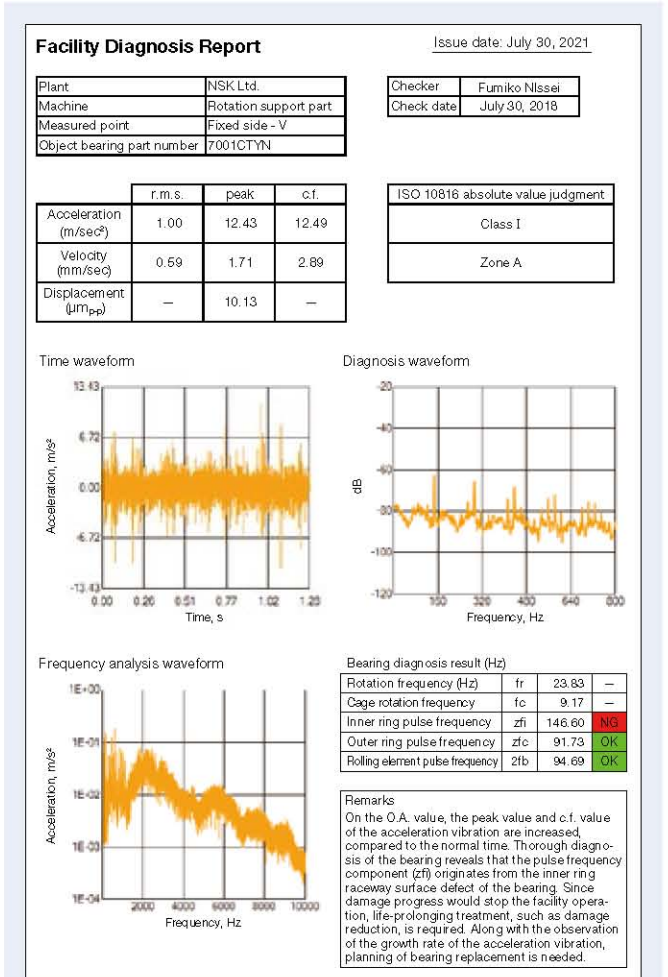 Facility Diagnosis Report
Issue date: July 30, 2021
Plant NSK Ltd.
Machine Rotation support part
Measured point Fixed side - V
Object bearing part number 7001CTYN
Checker Fumiko NIssei
Check date July 30, 2018
r.m.s. peak c.f.
Acceleration (m/sec²) 1.00 12.43 12.49
Velocity (mm/sec) 0.59 1.71 2.89
Displacement (µm p-p) — 10.13 —
ISO 10816 absolute value judgment
Class I
Zone A
Time waveform
Acceleration, m/s²
13.43
6.72
0.00
-6.72
-13.43
0.00 0.26 0.51 0.77 1.02 1.28
Time, s
Diagnosis waveform
dB
-20
-40
-60
-80
-100
-120
160 320 480 640 800
Frequency, Hz
Frequency analysis waveform
Acceleration, m/s²
1E+00
1E-01
1E-02
1E-03
1E-04
2000 4000 6000 8000 10000
Frequency, Hz
Bearing diagnosis result (Hz)
Rotation frequency (Hz) fr 23.83 —
Cage rotation frequency fc 9.17 —
Inner ring pulse frequency zfi 146.60 NG
Outer ring pulse frequency zfc 91.73 OK
Rolling element pulse frequency 2fb 94.69 OK
Remarks
On the O.A. value, the peak value and c.f. value
of the acceleration vibration are increased,
compared to the normal time. Thorough diagno-
sis of the bearing reveals that the pulse frequency
component (zfi) originates from the inner ring
raceway surface defect of the bearing. Since
damage progress would stop the facility opera-
tion, life-prolonging treatment, such as damage
reduction, is required. Along with the observation
of the growth rate of the acceleration vibration,
planning of bearing replacement is needed.